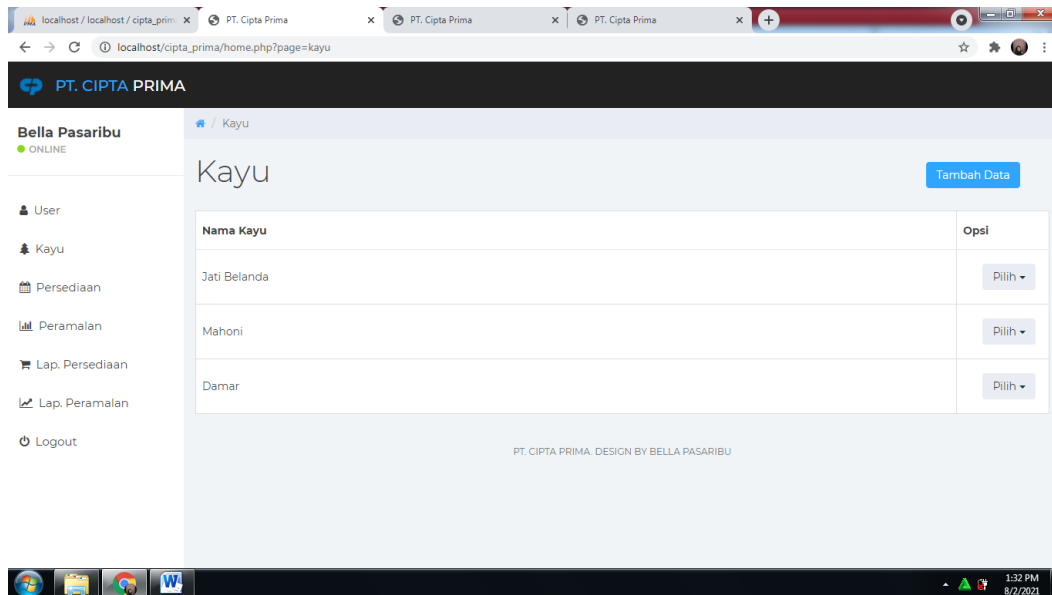 localhost / localhost / cipta_prim
PT. Cipta Prima
PT. Cipta Prima
PT. Cipta Prima
localhost/cipta_prima/home.php?page=kayu
PT. CIPTA PRIMA
Bella Pasaribu
ONLINE
/ Kayu
Kayu
Tambah Data
User
Kayu
Persediaan
Peramalan
Lap. Persediaan
Lap. Peramalan
Logout
Nama Kayu Opsi
Jati Belanda Pilih
Mahoni Pilih
Damar Pilih
PT. CIPTA PRIMA. DESIGN BY BELLA PASARIBU
1:32 PM
8/2/2021